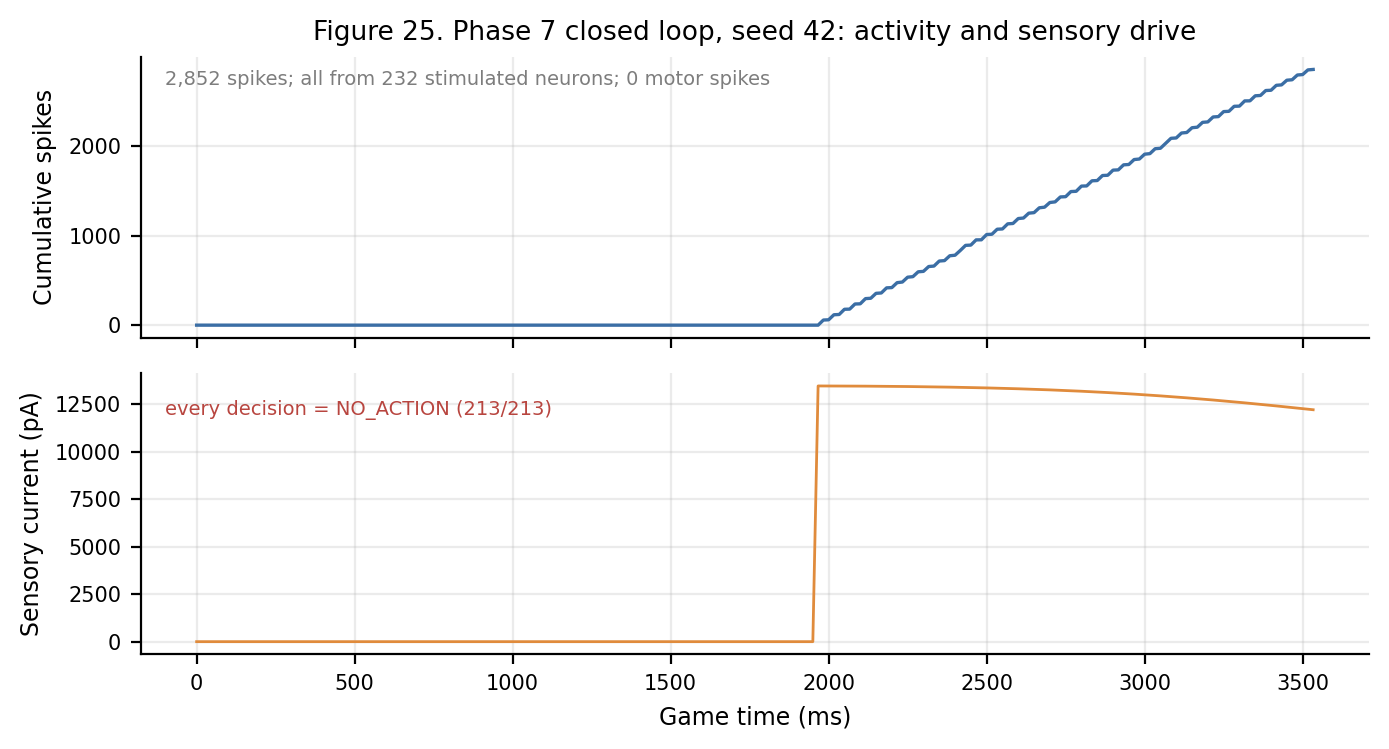 Figure 25. Phase 7 closed loop, seed 42: activity and sensory drive
2,852 spikes; all from 232 stimulated neurons; 0 motor spikes
Cumulative spikes
2000
1000
0
every decision = NO_ACTION (213/213)
Sensory current (pA)
12500
10000
7500
5000
2500
0
0 500 1000 1500 2000 2500 3000 3500
Game time (ms)